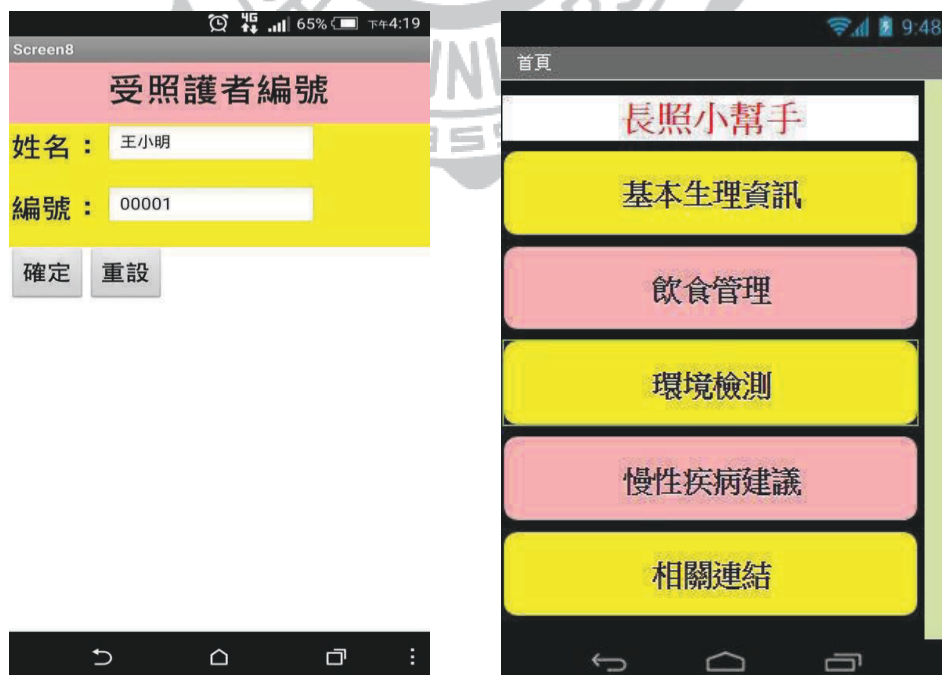 4G 65% 下午4:19
Screen8
受照護者編號
姓名： 王小明
編號： 00001
確定 重設
9:48
首頁
長照小幫手
基本生理資訊
飲食管理
環境檢測
慢性疾病建議
相關連結